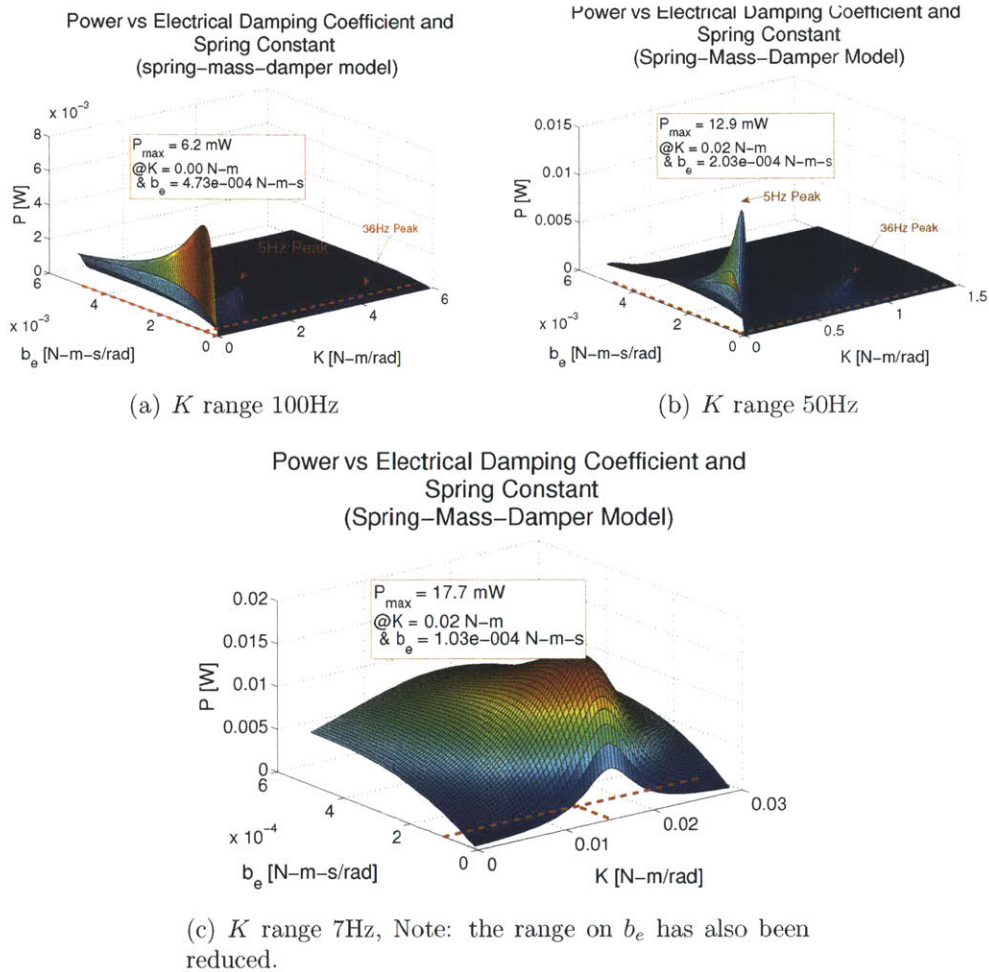 Power vs Electrical Damping Coefficient and
Spring Constant
(spring-mass-damper model)
x 10⁻³
8
6
4
2
0
P [W]
P_max = 6.2 mW
@K = 0.00 N-m
& b_e = 4.73e-004 N-m-s
5Hz Peak
36Hz Peak
6
4
2
0
x 10⁻³
b_e [N-m-s/rad]
0
2
4
6
K [N-m/rad]
(a) K range 100Hz
Power vs Electrical Damping Coefficient and
Spring Constant
(Spring-Mass-Damper Model)
0.015
0.01
0.005
0
P [W]
P_max = 12.9 mW
@K = 0.02 N-m
& b_e = 2.03e-004 N-m-s
5Hz Peak
36Hz Peak
6
4
2
0
x 10⁻³
b_e [N-m-s/rad]
0
0.5
1
1.5
K [N-m/rad]
(b) K range 50Hz
Power vs Electrical Damping Coefficient and
Spring Constant
(Spring-Mass-Damper Model)
0.02
0.015
0.01
0.005
0
P [W]
P_max = 17.7 mW
@K = 0.02 N-m
& b_e = 1.03e-004 N-m-s
6
4
2
0
x 10⁻⁴
b_e [N-m-s/rad]
0
0.01
0.02
0.03
K [N-m/rad]
(c) K range 7Hz, Note: the range on b_e has also been
reduced.